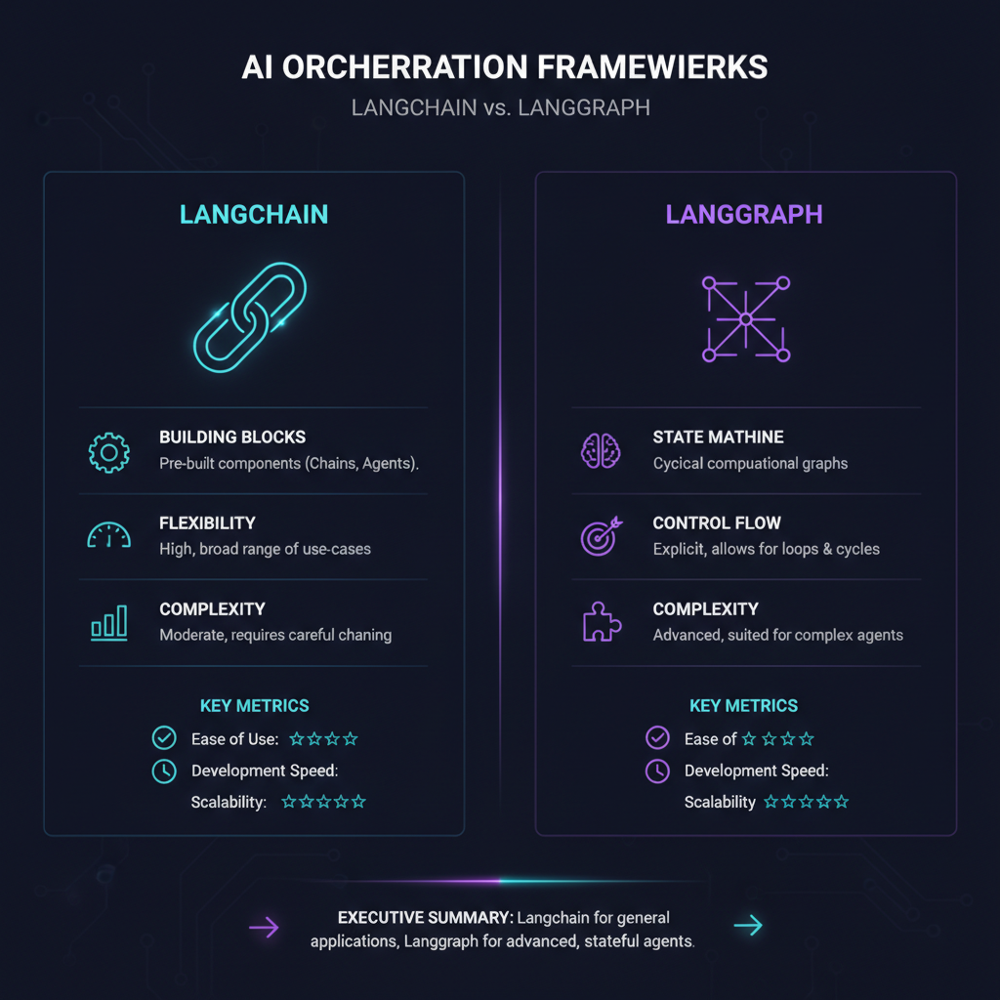 AI ORCHERRATION FRAMEWIERKS
LANGCHAIN vs. LANGGRAPH
LANGCHAIN
BUILDING BLOCKS
Pre-built components (Chains, Agents).
FLEXIBILITY
High, broad range of use-cases
COMPLEXITY
Moderate, requires careful chaning
KEY METRICS
Ease of Use: ☆☆☆☆
Development Speed:
Scalability: ☆☆☆☆☆
LANGGRAPH
STATE MATHINE
Cycical compuational graphs
CONTROL FLOW
Explicit, allows for loops & cycles
COMPLEXITY
Advanced, suited for complex agents
KEY METRICS
Ease of ☆ ☆ ☆ ☆
Development Speed:
Scalability ☆☆☆☆☆
EXECUTIVE SUMMARY: Langchain for general
applications, Langgraph for advanced, stateful agents.